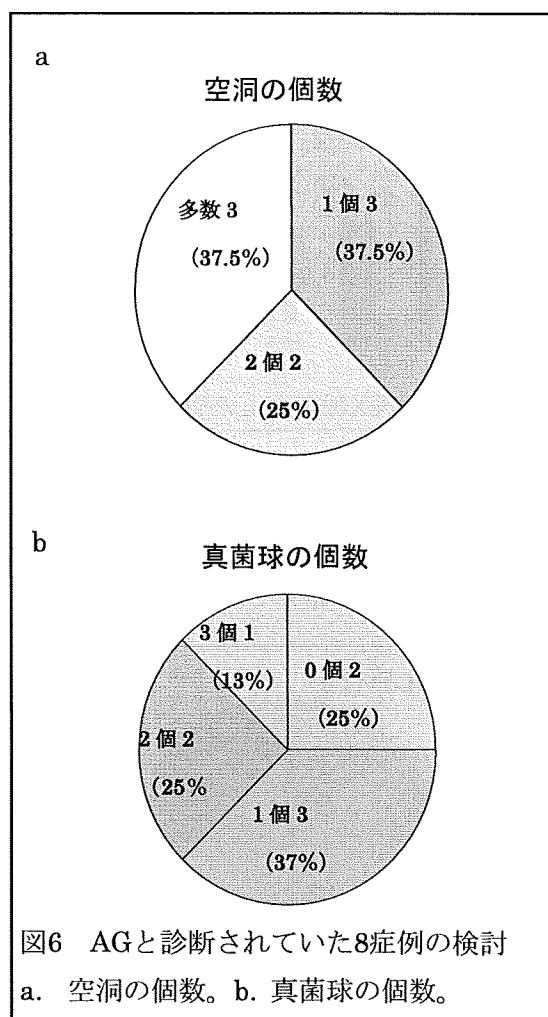 a
空洞の個数
多数 3
(37.5%)
1 個 3
(37.5%)
2 個 2
(25%)
b
真菌球の個数
3 個 1
(13%)
0 個 2
(25%)
2 個 2
(25%
1 個 3
(37%)
図6　AGと診断されていた8症例の検討
a.　空洞の個数。b. 真菌球の個数。